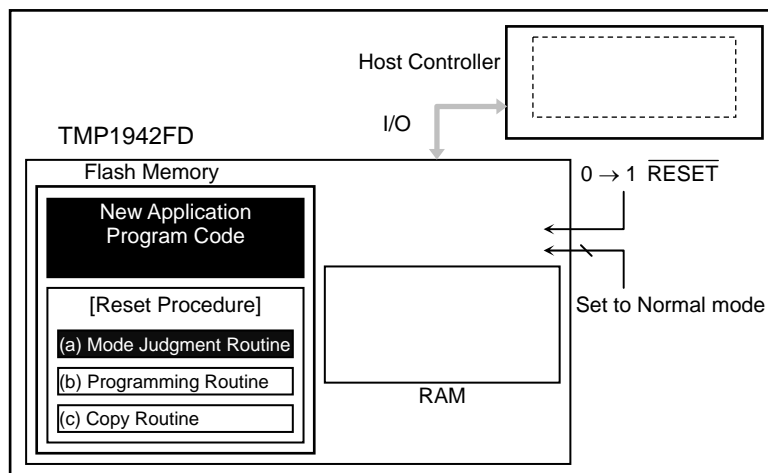 Host Controller
I/O
TMP1942FD
Flash Memory
0 → 1 RESET
New Application
Program Code
[Reset Procedure]
Set to Normal mode
(a) Mode Judgment Routine
(b) Programming Routine
(c) Copy Routine
RAM